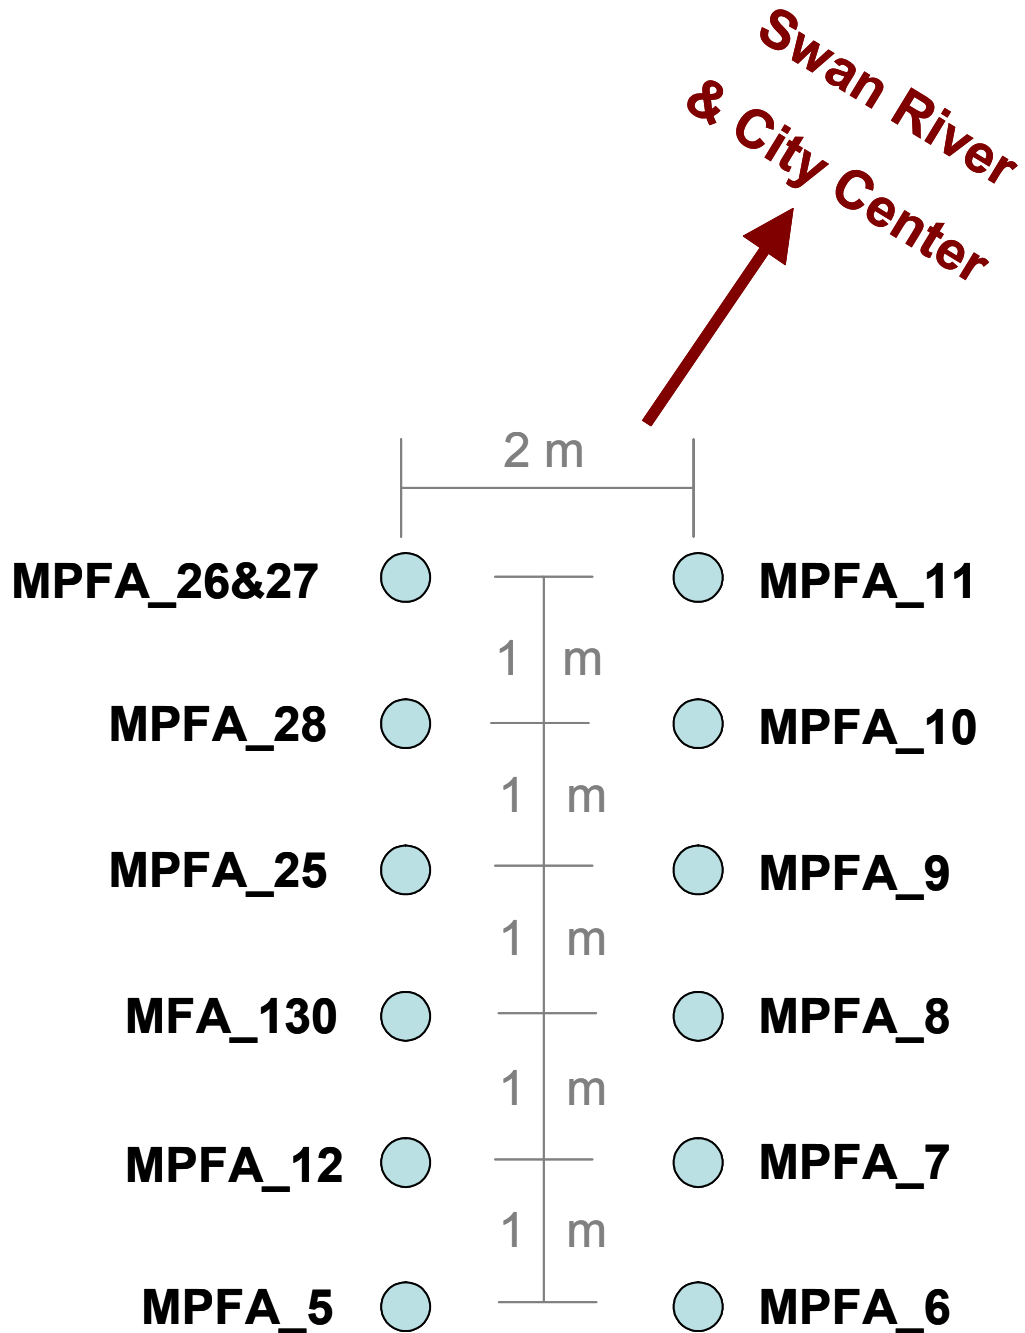 Swan River
& City Center
2 m
MPFA_26&27
MPFA_11
1 m
MPFA_28
MPFA_10
1 m
MPFA_25
MPFA_9
1 m
MFA_130
MPFA_8
1 m
MPFA_12
MPFA_7
1 m
MPFA_5
MPFA_6